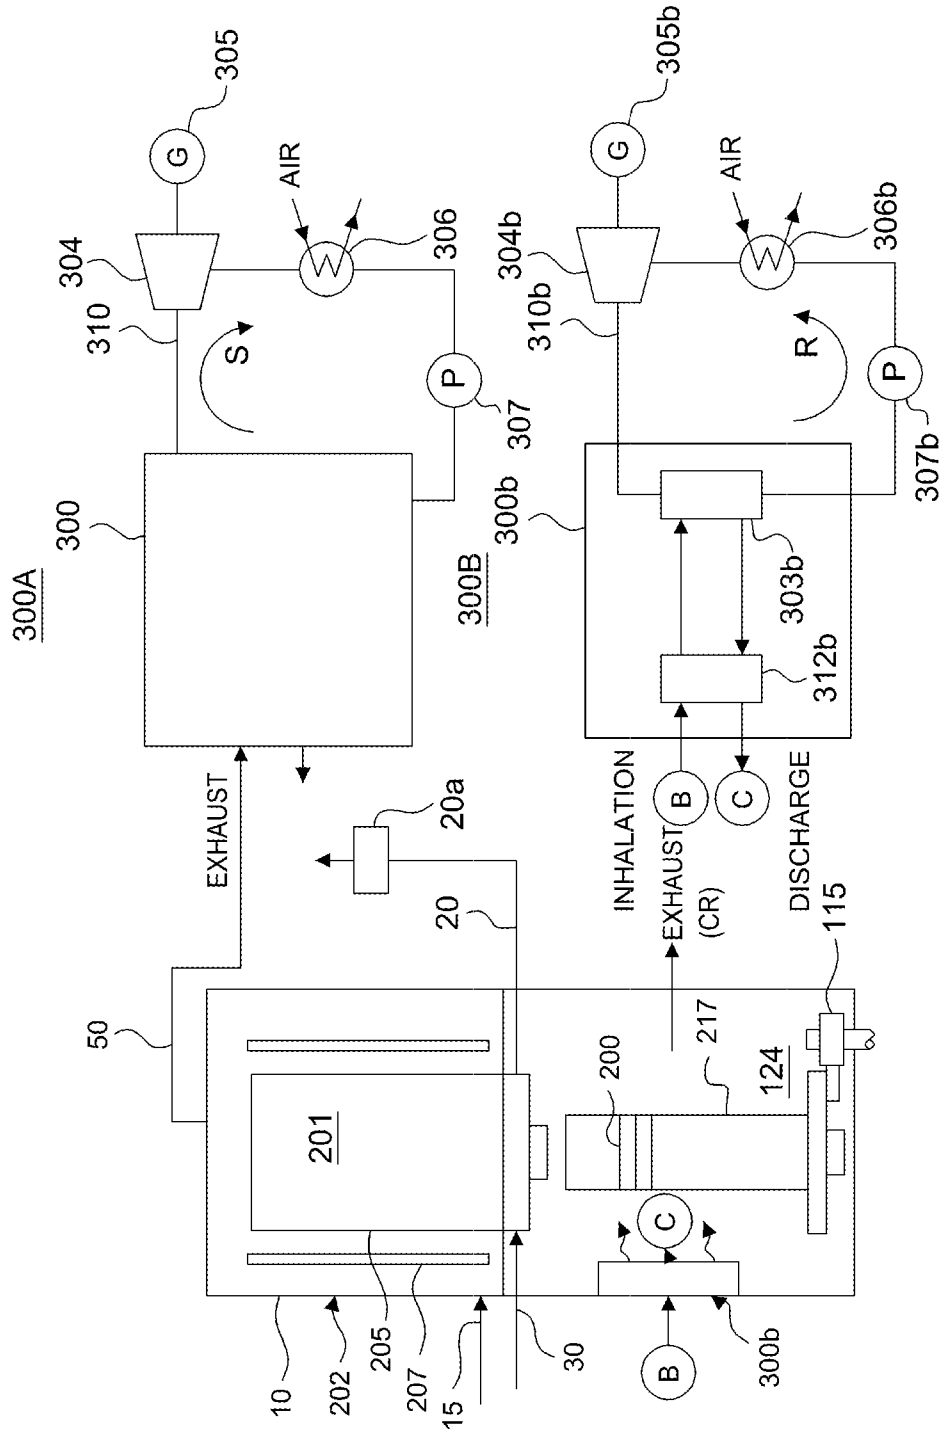 300A
300
310
304
305
G
S
AIR
306
P
307
EXHAUST
50
20a
20
10
202
201
205
207
15
30
300B
300b
310b
304b
305b
G
R
AIR
306b
P
307b
303b
312b
INHALATION
B
C
DISCHARGE
EXHAUST
(CR)
115
124
217
200
C
B
300b